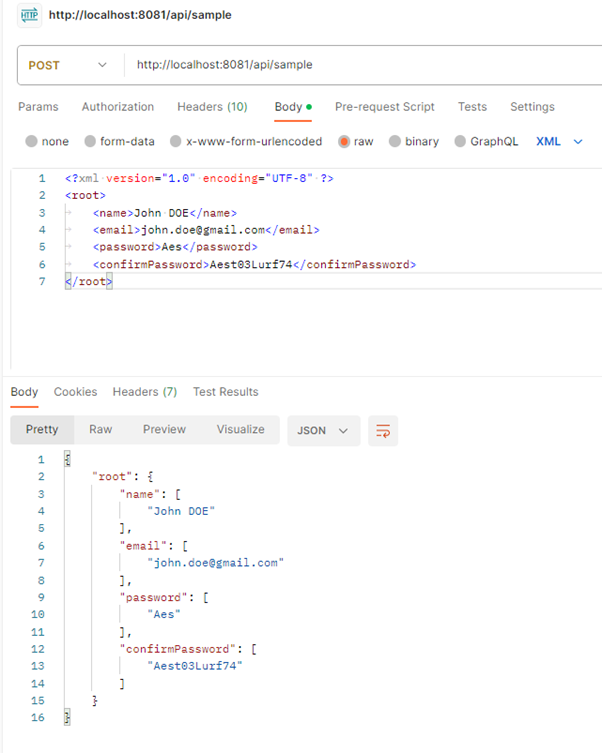 HTTP http://localhost:8081/api/sample
POST http://localhost:8081/api/sample
Params Authorization Headers (10) Body Pre-request Script Tests Settings
none form-data x-www-form-urlencoded raw binary GraphQL XML
1 <?xml version="1.0" encoding="UTF-8" ?>
2 <root>
3 <name>John DOE</name>
4 <email>john.doe@gmail.com</email>
5 <password>Aes</password>
6 <confirmPassword>Aest03Lurf74</confirmPassword>
7 </root>
Body Cookies Headers (7) Test Results
Pretty Raw Preview Visualize JSON
1 {
2 "root": {
3 "name": [
4 "John DOE"
5 ],
6 "email": [
7 "john.doe@gmail.com"
8 ],
9 "password": [
10 "Aes"
11 ],
12 "confirmPassword": [
13 "Aest03Lurf74"
14 ]
15 }
16 }